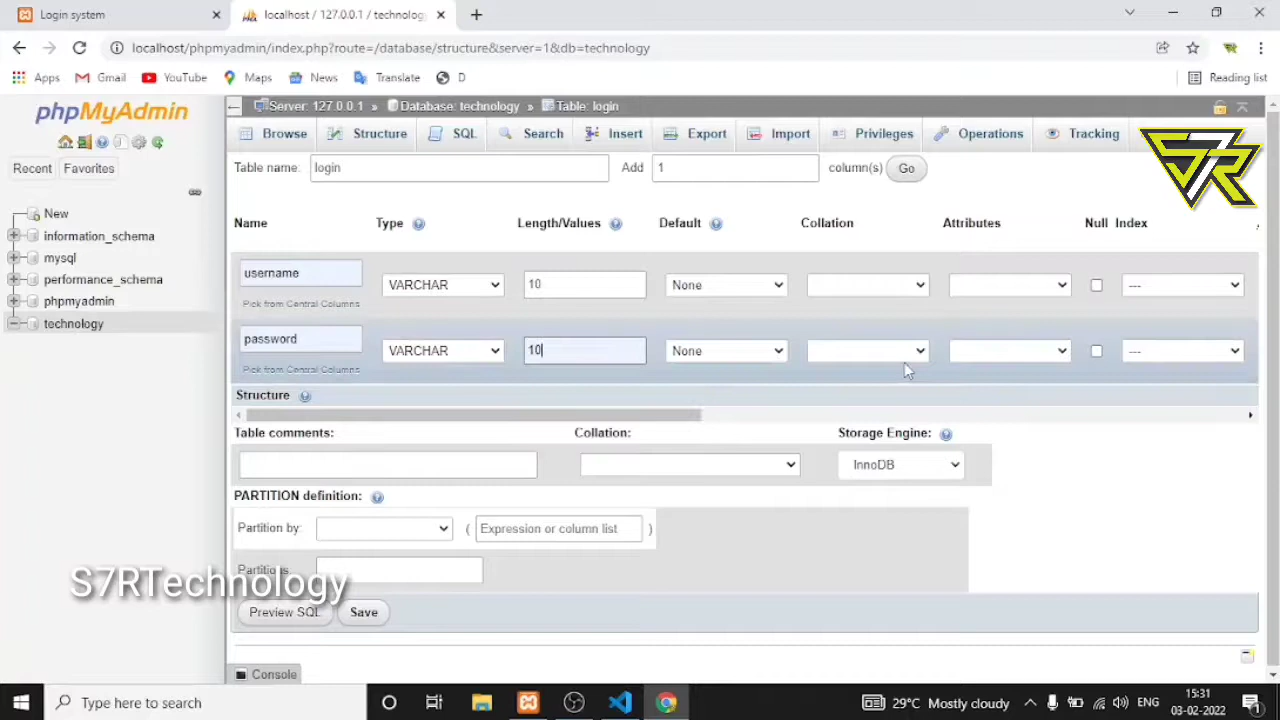 Login system
localhost / 127.0.0.1 / technology
localhost/phpmyadmin/index.php?route=/database/structure&server=1&db=technology
Apps Gmail YouTube Maps News Translate D Reading list
phpMyAdmin
Recent Favorites
New
information_schema
mysql
performance_schema
phpmyadmin
technology
Server: 127.0.0.1 » Database: technology » Table: login
Browse Structure SQL Search Insert Export Import Privileges Operations Tracking
S7R
Table name: login Add 1 column(s) Go
Name Type Length/Values Default Collation Attributes Null Index
username VARCHAR 10 None ---
Pick from Central Columns
password VARCHAR 10 None ---
Pick from Central Columns
Structure
Table comments: Collation: Storage Engine:
InnoDB
PARTITION definition:
Partition by: ( Expression or column list )
Partitions:
S7RTechnology
Preview SQL Save
Console
Type here to search
29°C Mostly cloudy ENG
15:31
03-02-2022
1